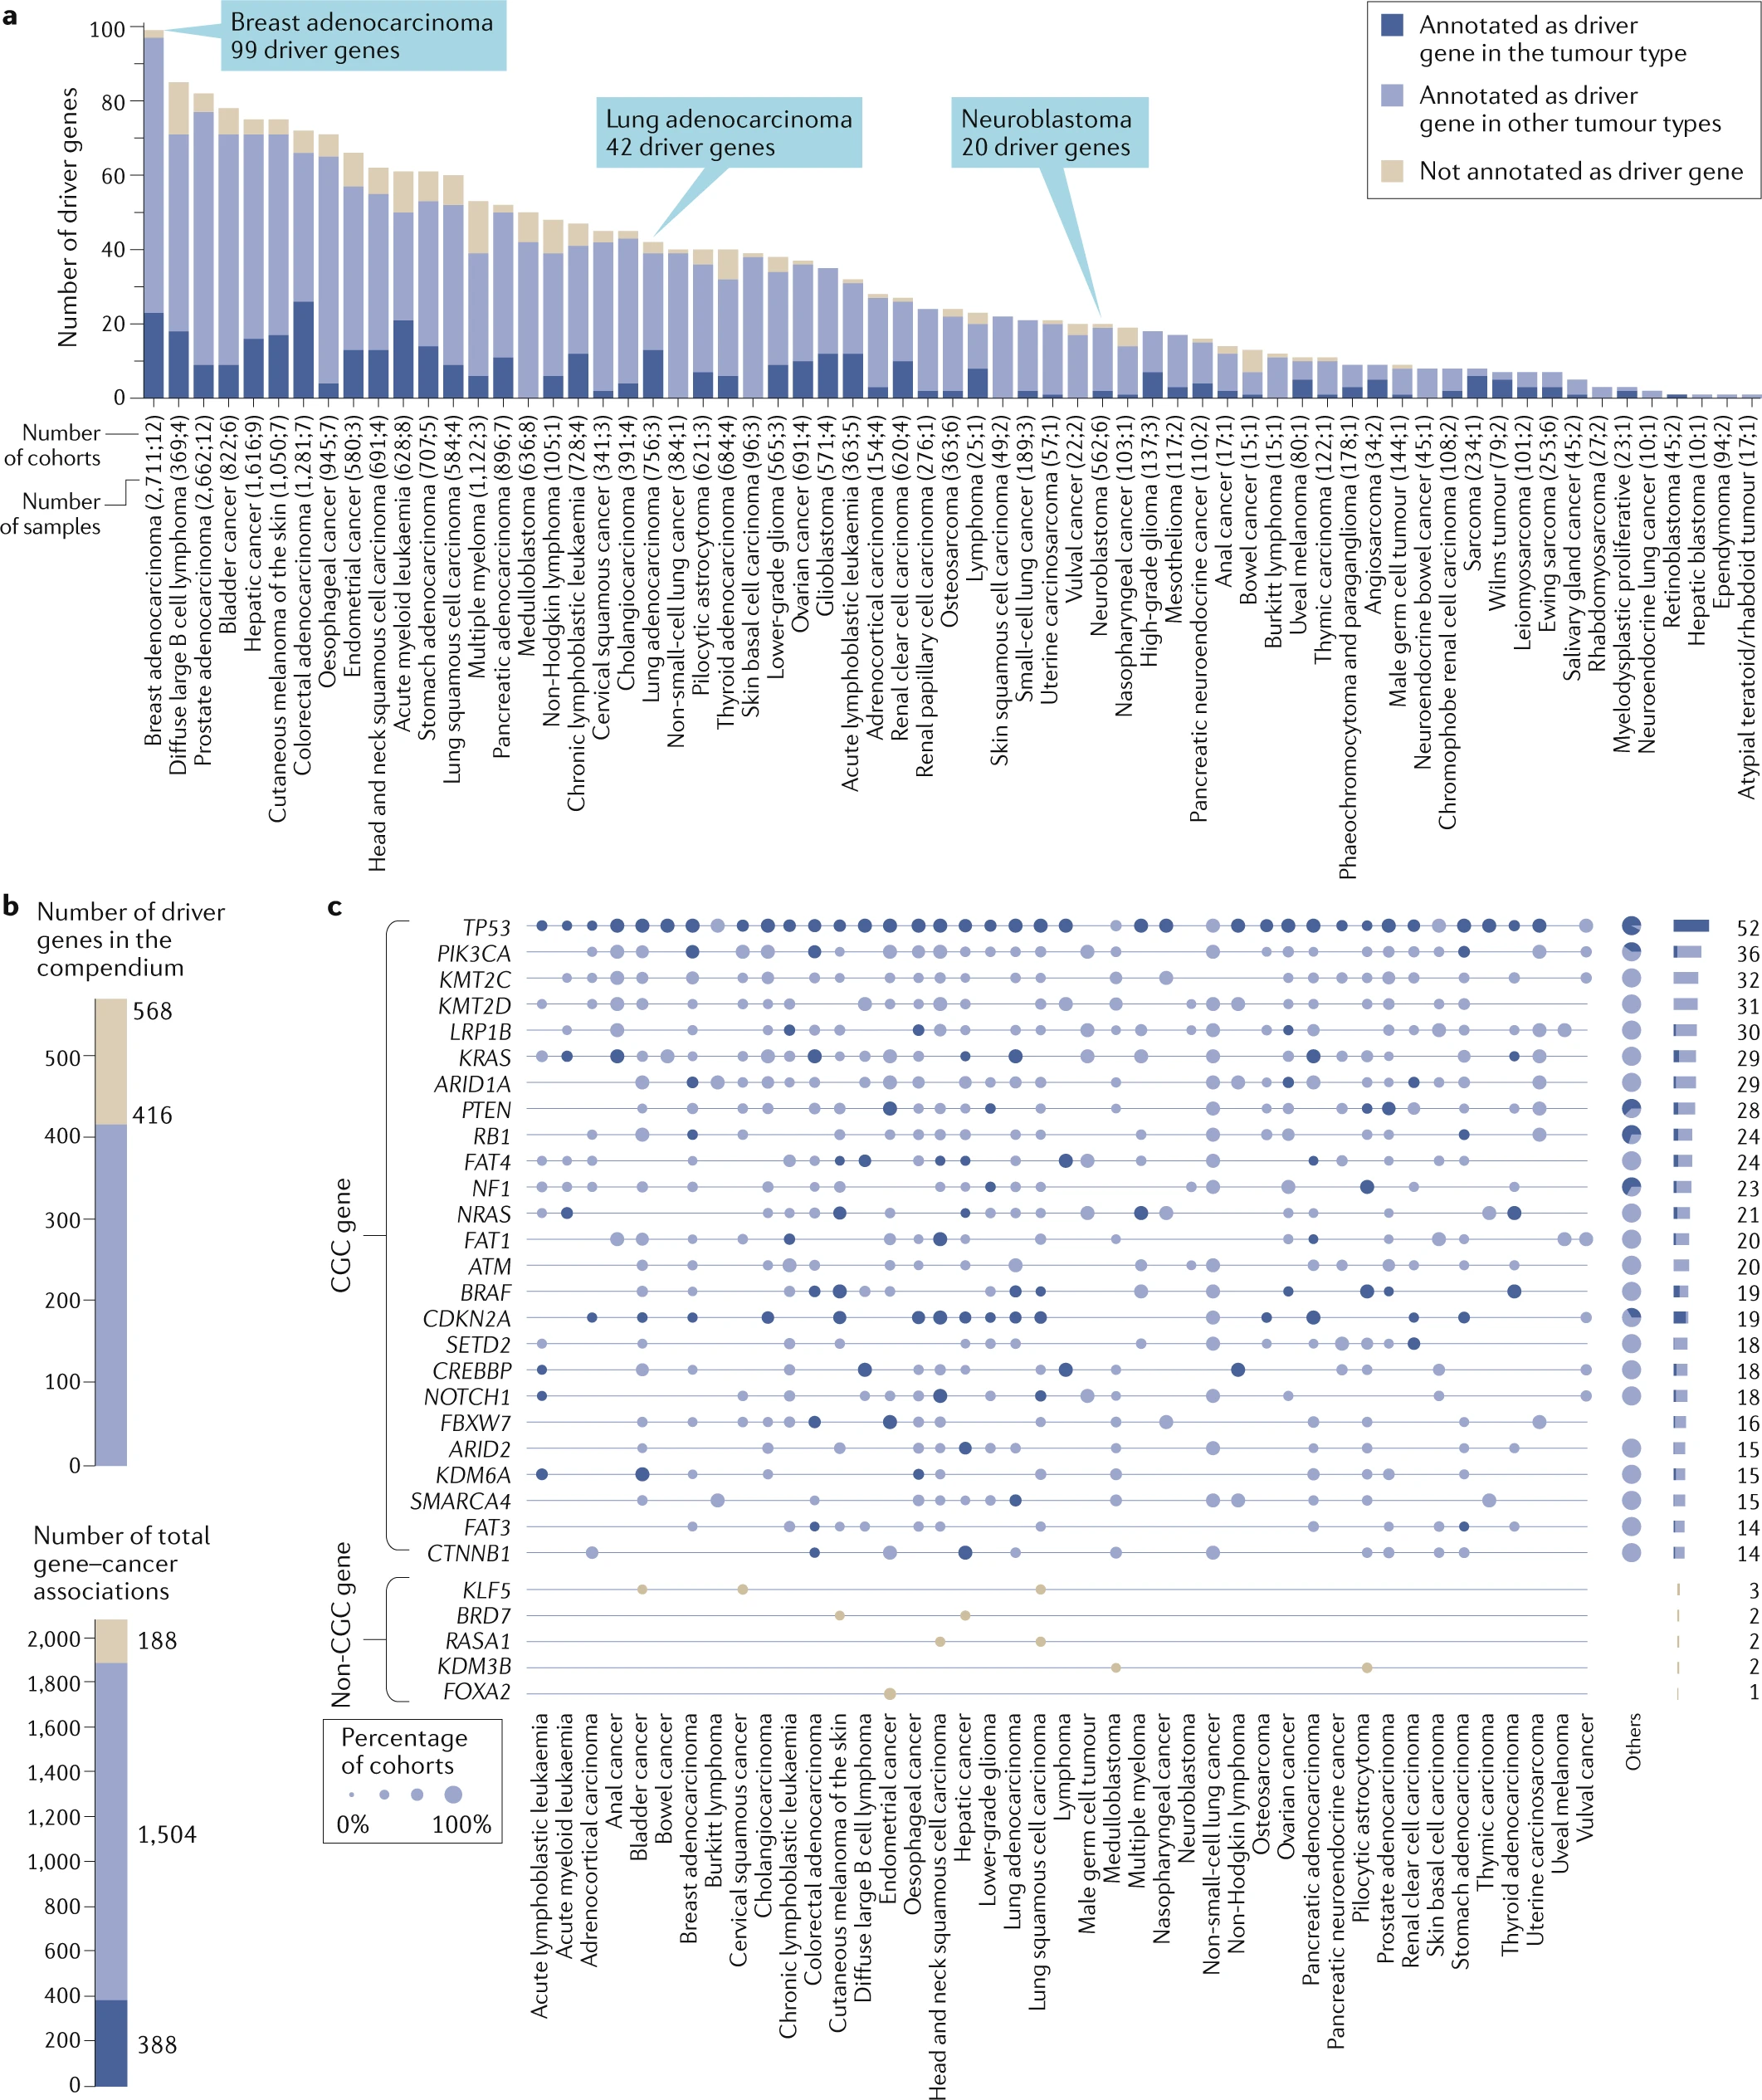 a
Breast adenocarcinoma
99 driver genes
Lung adenocarcinoma
42 driver genes
Neuroblastoma
20 driver genes
Annotated as driver
gene in the tumour type
Annotated as driver
gene in other tumour types
Not annotated as driver gene
Number of driver genes
100
80
60
40
20
0
Number
of cohorts
Number
of samples
Breast adenocarcinoma (2,711;12)
Diffuse large B cell lymphoma (369;4)
Prostate adenocarcinoma (2,662;12)
Bladder cancer (822;6)
Hepatic cancer (1,616;9)
Cutaneous melanoma of the skin (1,050;7)
Colorectal adenocarcinoma (1,281;7)
Oesophageal cancer (945;7)
Endometrial cancer (580;3)
Head and neck squamous cell carcinoma (691;4)
Acute myeloid leukaemia (628;8)
Stomach adenocarcinoma (707;5)
Lung squamous cell carcinoma (584;4)
Multiple myeloma (1,122;3)
Pancreatic adenocarcinoma (896;7)
Medulloblastoma (636;8)
Non-Hodgkin lymphoma (105;1)
Chronic lymphoblastic leukaemia (728;4)
Cervical squamous cancer (341;3)
Cholangiocarcinoma (391;4)
Lung adenocarcinoma (756;3)
Non-small-cell lung cancer (384;1)
Pilocytic astrocytoma (621;3)
Thyroid adenocarcinoma (684;4)
Skin basal cell carcinoma (96;3)
Lower-grade glioma (565;3)
Ovarian cancer (691;4)
Glioblastoma (571;4)
Acute lymphoblastic leukaemia (363;5)
Adrenocortical carcinoma (154;4)
Renal clear cell carcinoma (620;4)
Renal papillary cell carcinoma (276;1)
Osteosarcoma (363;6)
Lymphoma (25;1)
Skin squamous cell carcinoma (49;2)
Small-cell lung cancer (189;3)
Uterine carcinosarcoma (57;1)
Vulval cancer (22;2)
Neuroblastoma (562;6)
Nasopharyngeal cancer (103;1)
High-grade glioma (137;3)
Mesothelioma (117;2)
Pancreatic neuroendocrine cancer (110;2)
Anal cancer (17;1)
Bowel cancer (15;1)
Burkitt lymphoma (15;1)
Uveal melanoma (80;1)
Thymic carcinoma (122;1)
Phaeochromocytoma and paraganglioma (178;1)
Angiosarcoma (34;2)
Male germ cell tumour (144;1)
Neuroendocrine bowel cancer (45;1)
Chromophobe renal cell carcinoma (108;2)
Sarcoma (234;1)
Wilms tumour (79;2)
Leiomyosarcoma (101;2)
Ewing sarcoma (253;6)
Salivary gland cancer (45;2)
Rhabdomyosarcoma (27;2)
Myelodysplastic proliferative (23;1)
Neuroendocrine lung cancer (10;1)
Retinoblastoma (45;2)
Hepatic blastoma (10;1)
Ependymoma (94;2)
Atypial teratoid/rhabdoid tumour (17;1)
b
Number of driver
genes in the
compendium
568
416
500
400
300
200
100
0
Number of total
gene–cancer
associations
2,000
1,800
1,600
1,400
1,200
1,000
800
600
400
200
0
188
1,504
388
c
CGC gene
TP53 52
PIK3CA 36
KMT2C 32
KMT2D 31
LRP1B 30
KRAS 29
ARID1A 29
PTEN 28
RB1 24
FAT4 24
NF1 23
NRAS 21
FAT1 20
ATM 20
BRAF 19
CDKN2A 19
SETD2 18
CREBBP 18
NOTCH1 18
FBXW7 16
ARID2 15
KDM6A 15
SMARCA4 15
FAT3 14
CTNNB1 14
Non-CGC gene
KLF5 3
BRD7 2
RASA1 2
KDM3B 2
FOXA2 1
Percentage
of cohorts
0% 100%
Acute lymphoblastic leukaemia
Acute myeloid leukaemia
Adrenocortical carcinoma
Anal cancer
Bladder cancer
Bowel cancer
Breast adenocarcinoma
Burkitt lymphoma
Cervical squamous cancer
Cholangiocarcinoma
Chronic lymphoblastic leukaemia
Colorectal adenocarcinoma
Cutaneous melanoma of the skin
Diffuse large B cell lymphoma
Endometrial cancer
Oesophageal cancer
Head and neck squamous cell carcinoma
Hepatic cancer
Lower-grade glioma
Lung adenocarcinoma
Lung squamous cell carcinoma
Lymphoma
Male germ cell tumour
Medulloblastoma
Multiple myeloma
Nasopharyngeal cancer
Neuroblastoma
Non-small-cell lung cancer
Non-Hodgkin lymphoma
Osteosarcoma
Ovarian cancer
Pancreatic adenocarcinoma
Pancreatic neuroendocrine cancer
Pilocytic astrocytoma
Prostate adenocarcinoma
Renal clear cell carcinoma
Skin basal cell carcinoma
Stomach adenocarcinoma
Thymic carcinoma
Thyroid adenocarcinoma
Uterine carcinosarcoma
Uveal melanoma
Vulval cancer
Others